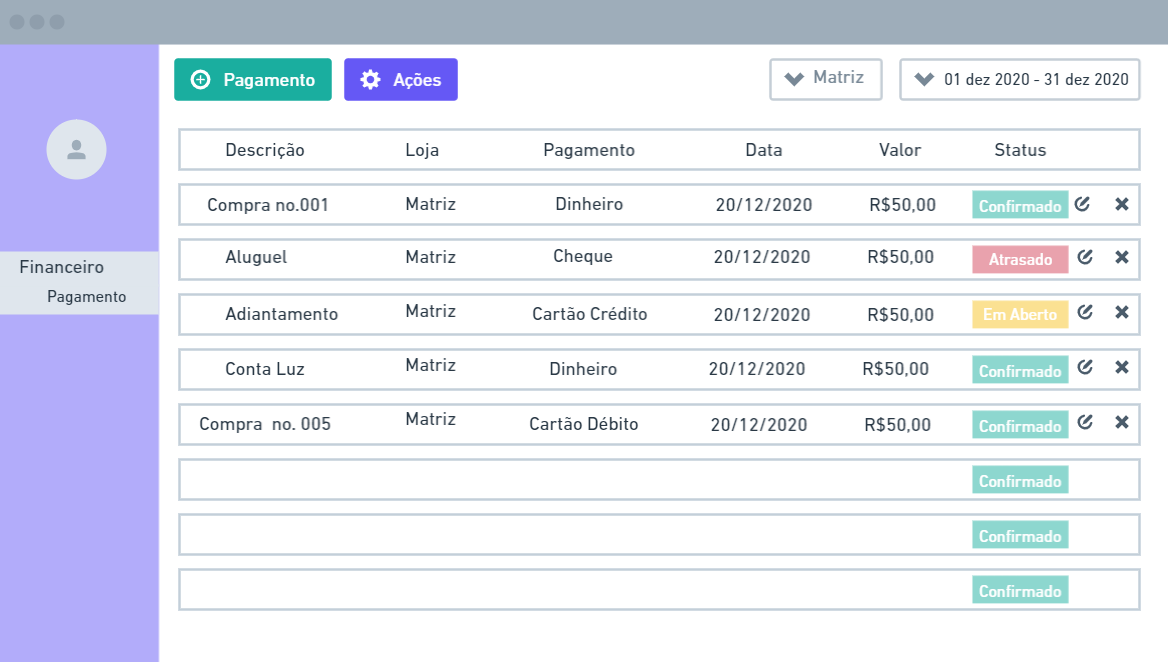 Pagamento Ações Matriz 01 dez 2020 - 31 dez 2020
Descrição Loja Pagamento Data Valor Status
Compra no.001 Matriz Dinheiro 20/12/2020 R$50,00 Confirmado
Aluguel Matriz Cheque 20/12/2020 R$50,00 Atrasado
Financeiro
Pagamento
Adiantamento Matriz Cartão Crédito 20/12/2020 R$50,00 Em Aberto
Conta Luz Matriz Dinheiro 20/12/2020 R$50,00 Confirmado
Compra no. 005 Matriz Cartão Débito 20/12/2020 R$50,00 Confirmado
Confirmado
Confirmado
Confirmado